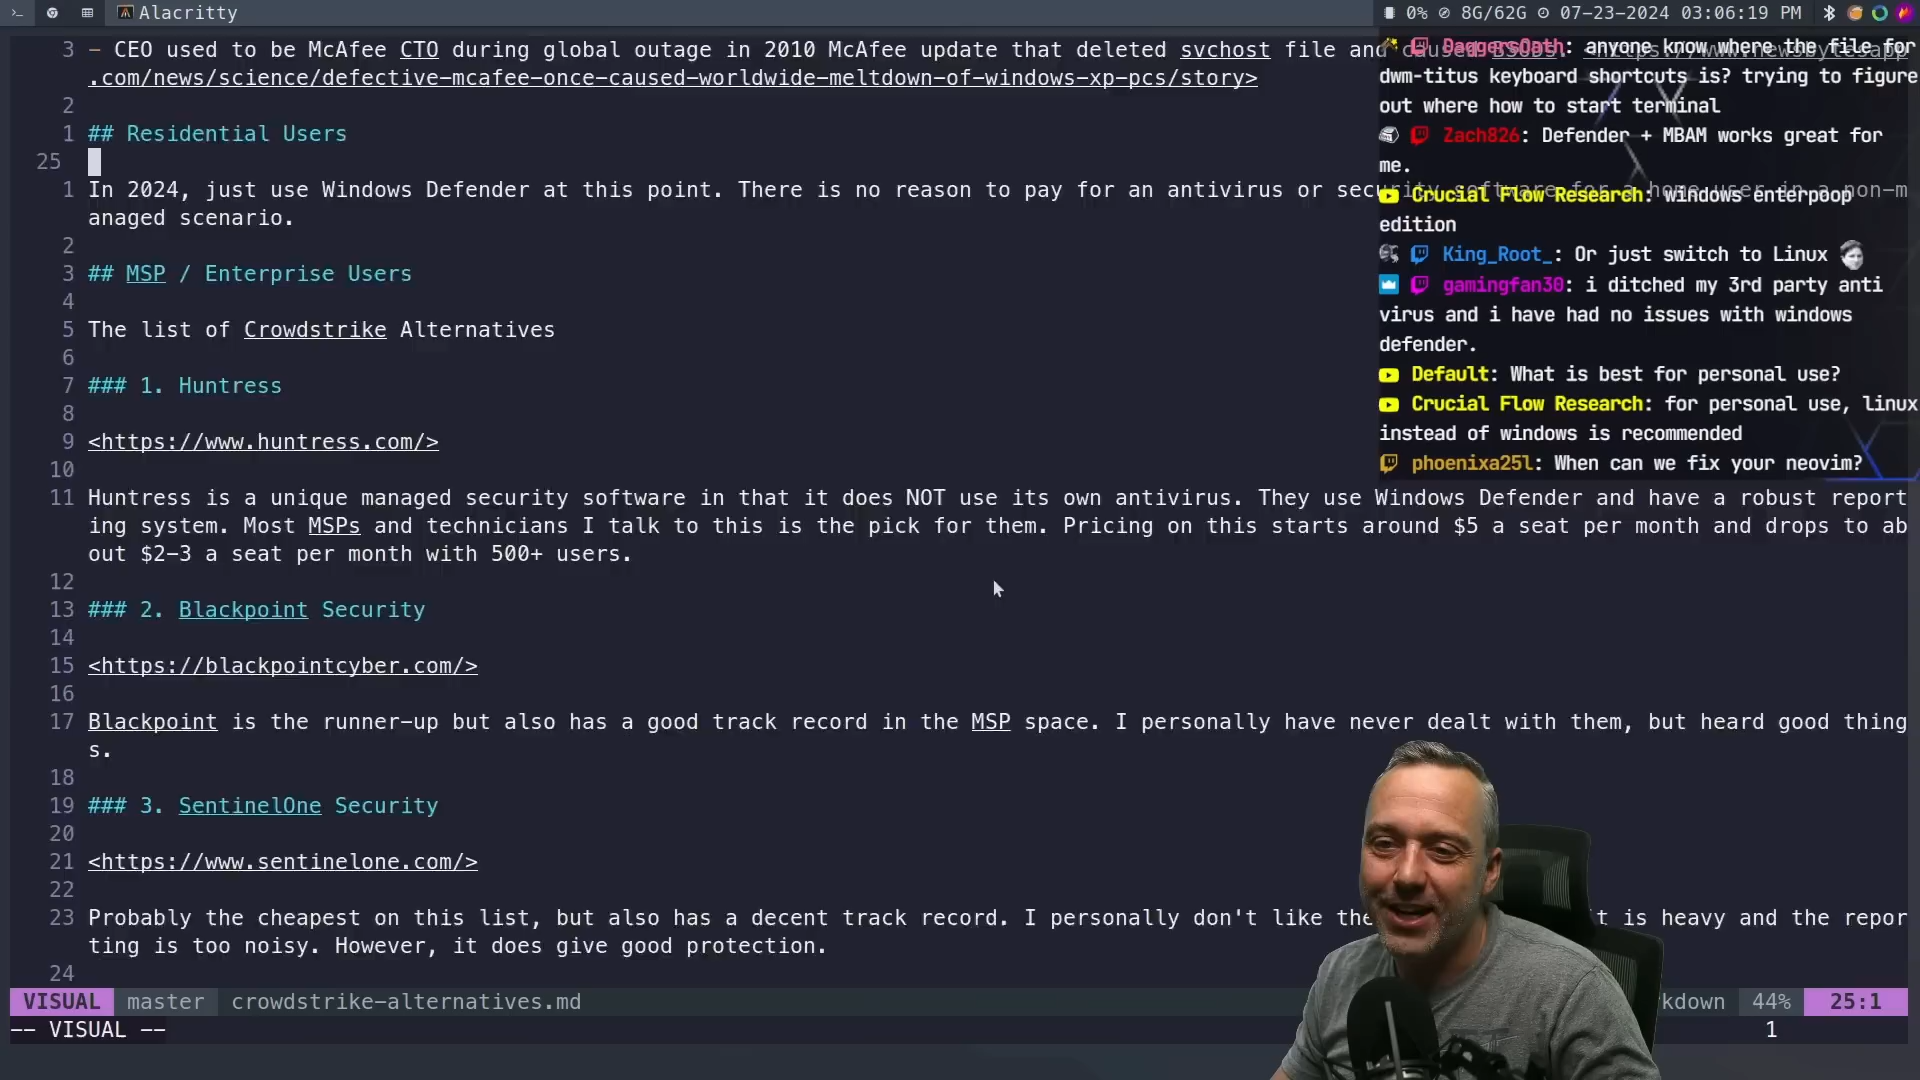 Alacritty
0% 8G/62G 07-23-2024 03:06:19 PM
3 – CEO used to be McAfee CTO during global outage in 2010 McAfee update that deleted svchost file and caused BSODs. <https://www.newsbytesapp
.com/news/science/defective-mcafee-once-caused-worldwide-meltdown-of-windows-xp-pcs/story>
2
1 ## Residential Users
25
1 In 2024, just use Windows Defender at this point. There is no reason to pay for an antivirus or security software for a home user in a non-m
anaged scenario.
2
3 ## MSP / Enterprise Users
4
5 The list of Crowdstrike Alternatives
6
7 ### 1. Huntress
8
9 <https://www.huntress.com/>
10
11 Huntress is a unique managed security software in that it does NOT use its own antivirus. They use Windows Defender and have a robust report
ing system. Most MSPs and technicians I talk to this is the pick for them. Pricing on this starts around $5 a seat per month and drops to ab
out $2-3 a seat per month with 500+ users.
12
13 ### 2. Blackpoint Security
14
15 <https://blackpointcyber.com/>
16
17 Blackpoint is the runner-up but also has a good track record in the MSP space. I personally have never dealt with them, but heard good thing
s.
18
19 ### 3. SentinelOne Security
20
21 <https://www.sentinelone.com/>
22
23 Probably the cheapest on this list, but also has a decent track record. I personally don't like the it is heavy and the repor
ting is too noisy. However, it does give good protection.
24
VISUAL master crowdstrike-alternatives.md kdown 44% 25:1
-- VISUAL -- 1
DaggersOath: anyone know where the file for
dwm-titus keyboard shortcuts is? trying to figure
out where how to start terminal
Zach826: Defender + MBAM works great for
me.
Crucial Flow Research: windows enterpoop
edition
King_Root_: Or just switch to Linux
gamingfan30: i ditched my 3rd party anti
virus and i have had no issues with windows
defender.
Default: What is best for personal use?
Crucial Flow Research: for personal use, linux
instead of windows is recommended
phoenixa25l: When can we fix your neovim?